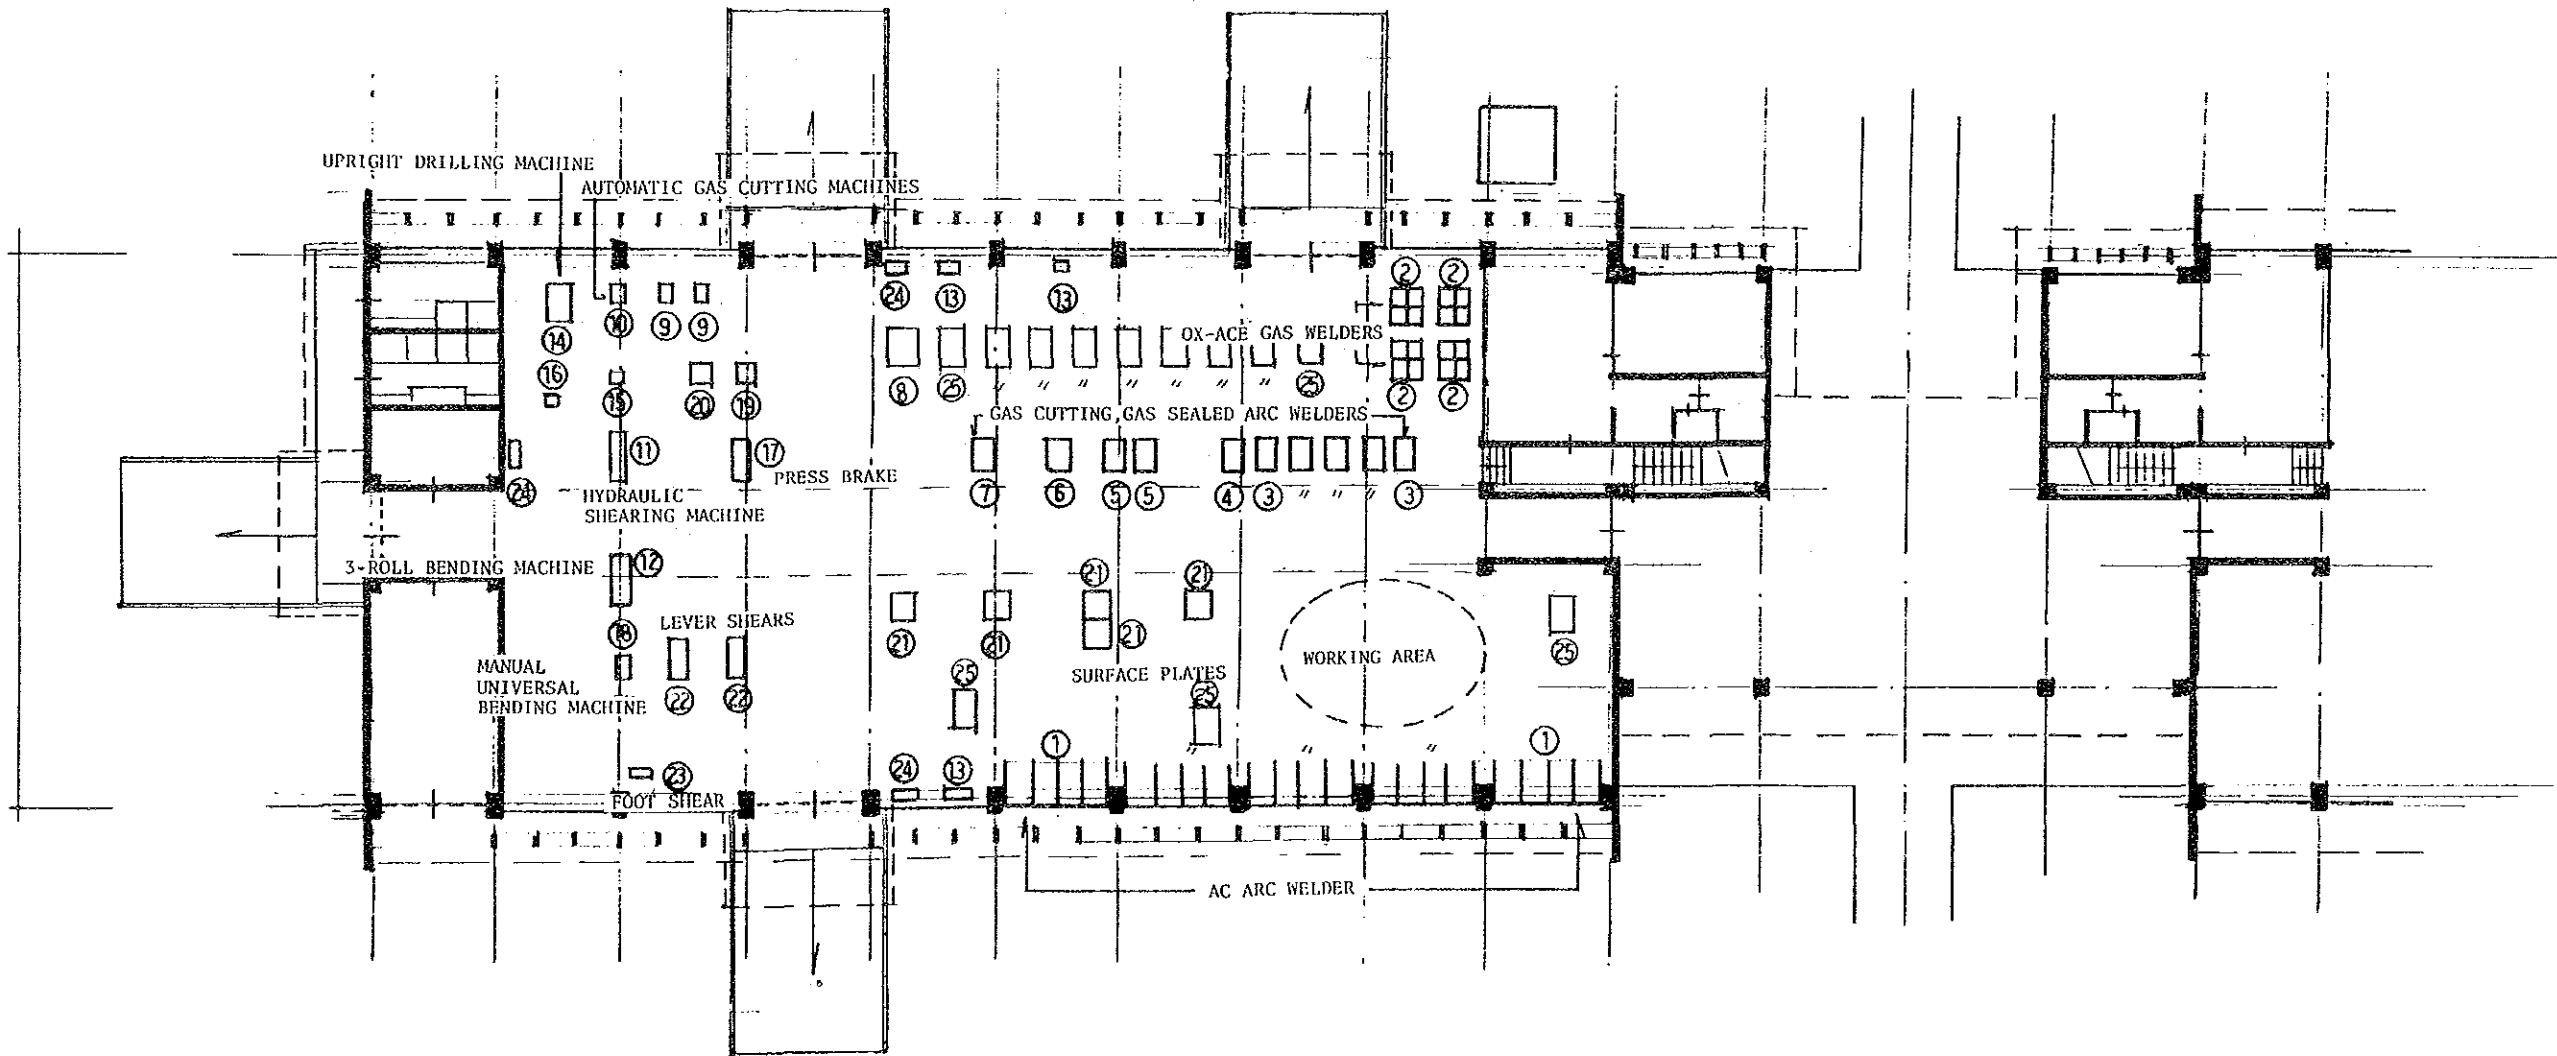 UPRIGHT DRILLING MACHINE
AUTOMATIC GAS CUTTING MACHINES
2 2
24 13 13
14 10 9 9
OX-ACE GAS WELDERS
16 15 20 19 8 25 〃 〃 〃 〃 〃 〃 〃 25 2 2
GAS CUTTING,GAS SEALED ARC WELDERS
11 17
PRESS BRAKE
24
HYDRAULIC
SHEARING MACHINE
7 6 5 5 4 3 〃 〃 〃 3
3-ROLL BENDING MACHINE
12
21 21
18
LEVER SHEARS
21 21 21
WORKING AREA
25
MANUAL
UNIVERSAL
BENDING MACHINE
22 22
25
SURFACE PLATES
25
1 〃 〃 〃 1
23
24 13
FOOT SHEAR
AC ARC WELDER